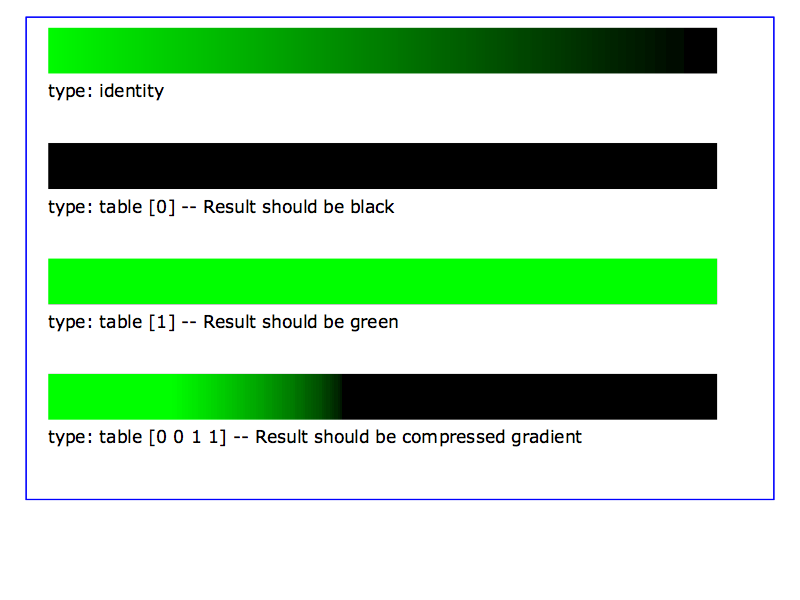 type: identity
type: table [0] -- Result should be black
type: table [1] -- Result should be green
type: table [0 0 1 1] -- Result should be compressed gradient